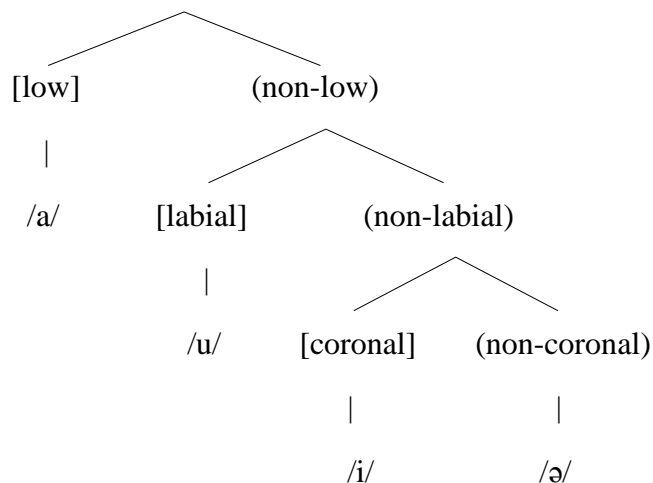 [low] (non-low)
|
/a/ [labial] (non-labial)
|
/u/ [coronal] (non-coronal)
| |
/i/ /ə/